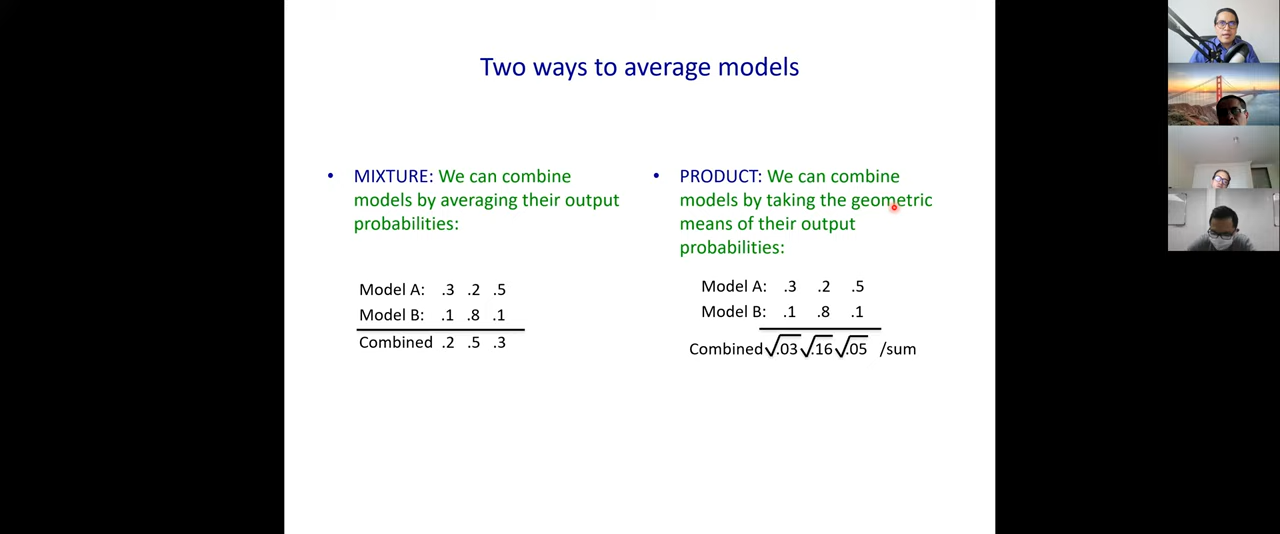 Two ways to average models
• MIXTURE: We can combine
models by averaging their output
probabilities:
Model A: .3 .2 .5
Model B: .1 .8 .1
Combined .2 .5 .3
• PRODUCT: We can combine
models by taking the geometric
means of their output
probabilities:
Model A: .3 .2 .5
Model B: .1 .8 .1
Combined √.03 √.16 √.05 /sum